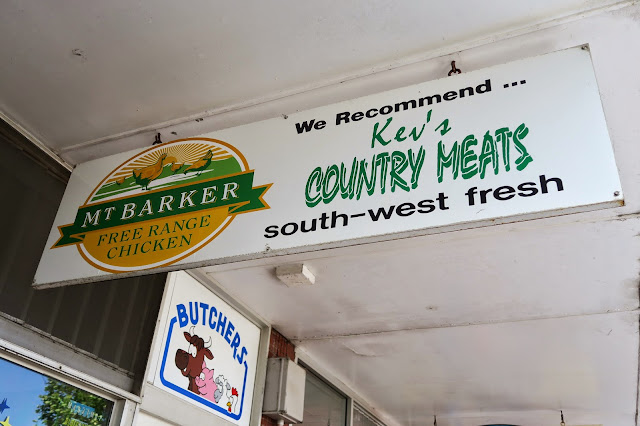 We Recommend ...
Kev's
COUNTRY MEATS
south-west fresh
MT BARKER
FREE RANGE
CHICKEN
BUTCHERS